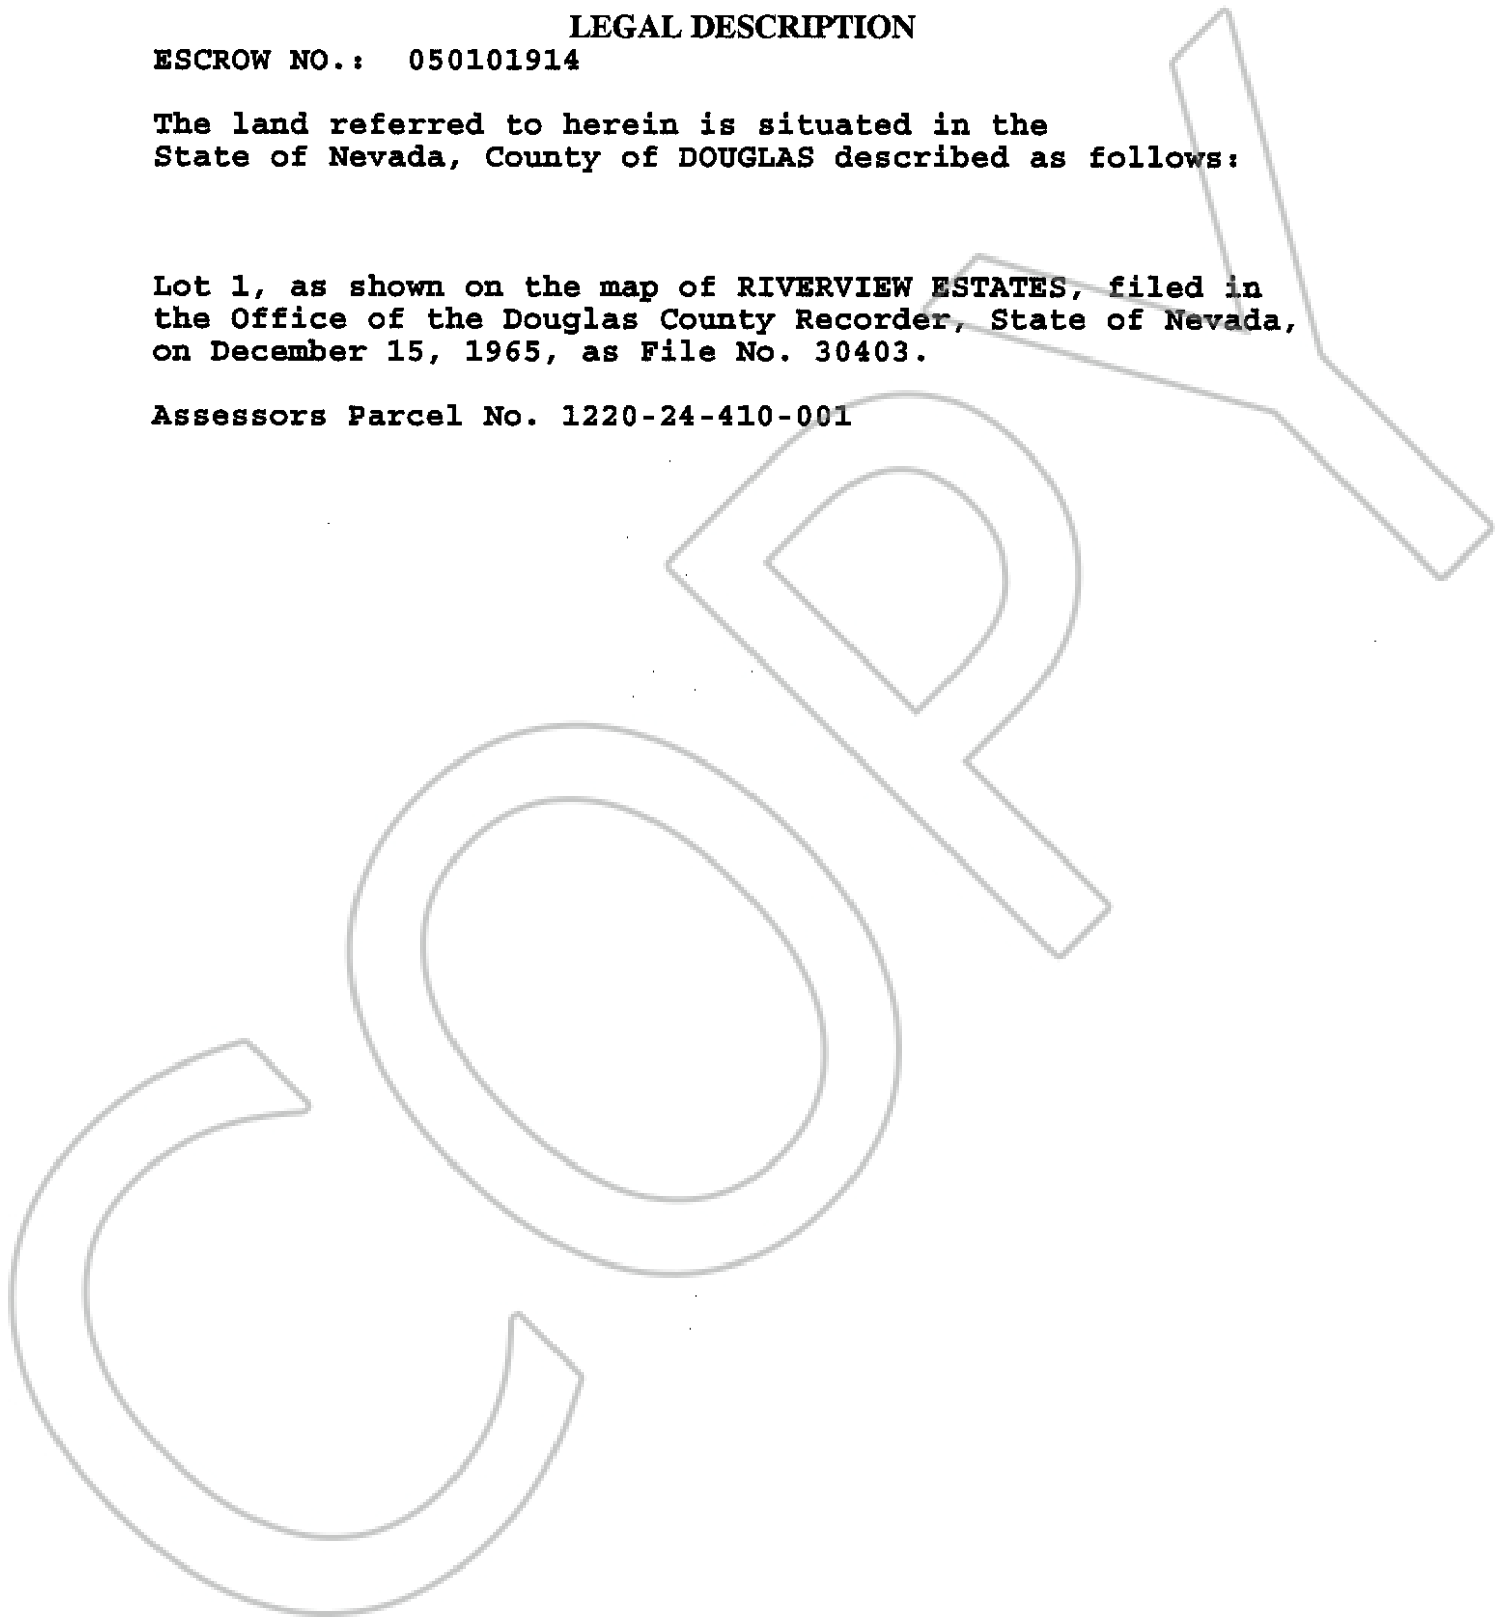 LEGAL DESCRIPTION
ESCROW NO.: 050101914
The land referred to herein is situated in the
State of Nevada, County of DOUGLAS described as follows:
Lot 1, as shown on the map of RIVERVIEW ESTATES, filed in
the Office of the Douglas County Recorder, State of Nevada,
on December 15, 1965, as File No. 30403.
Assessors Parcel No. 1220-24-410-001
COPY